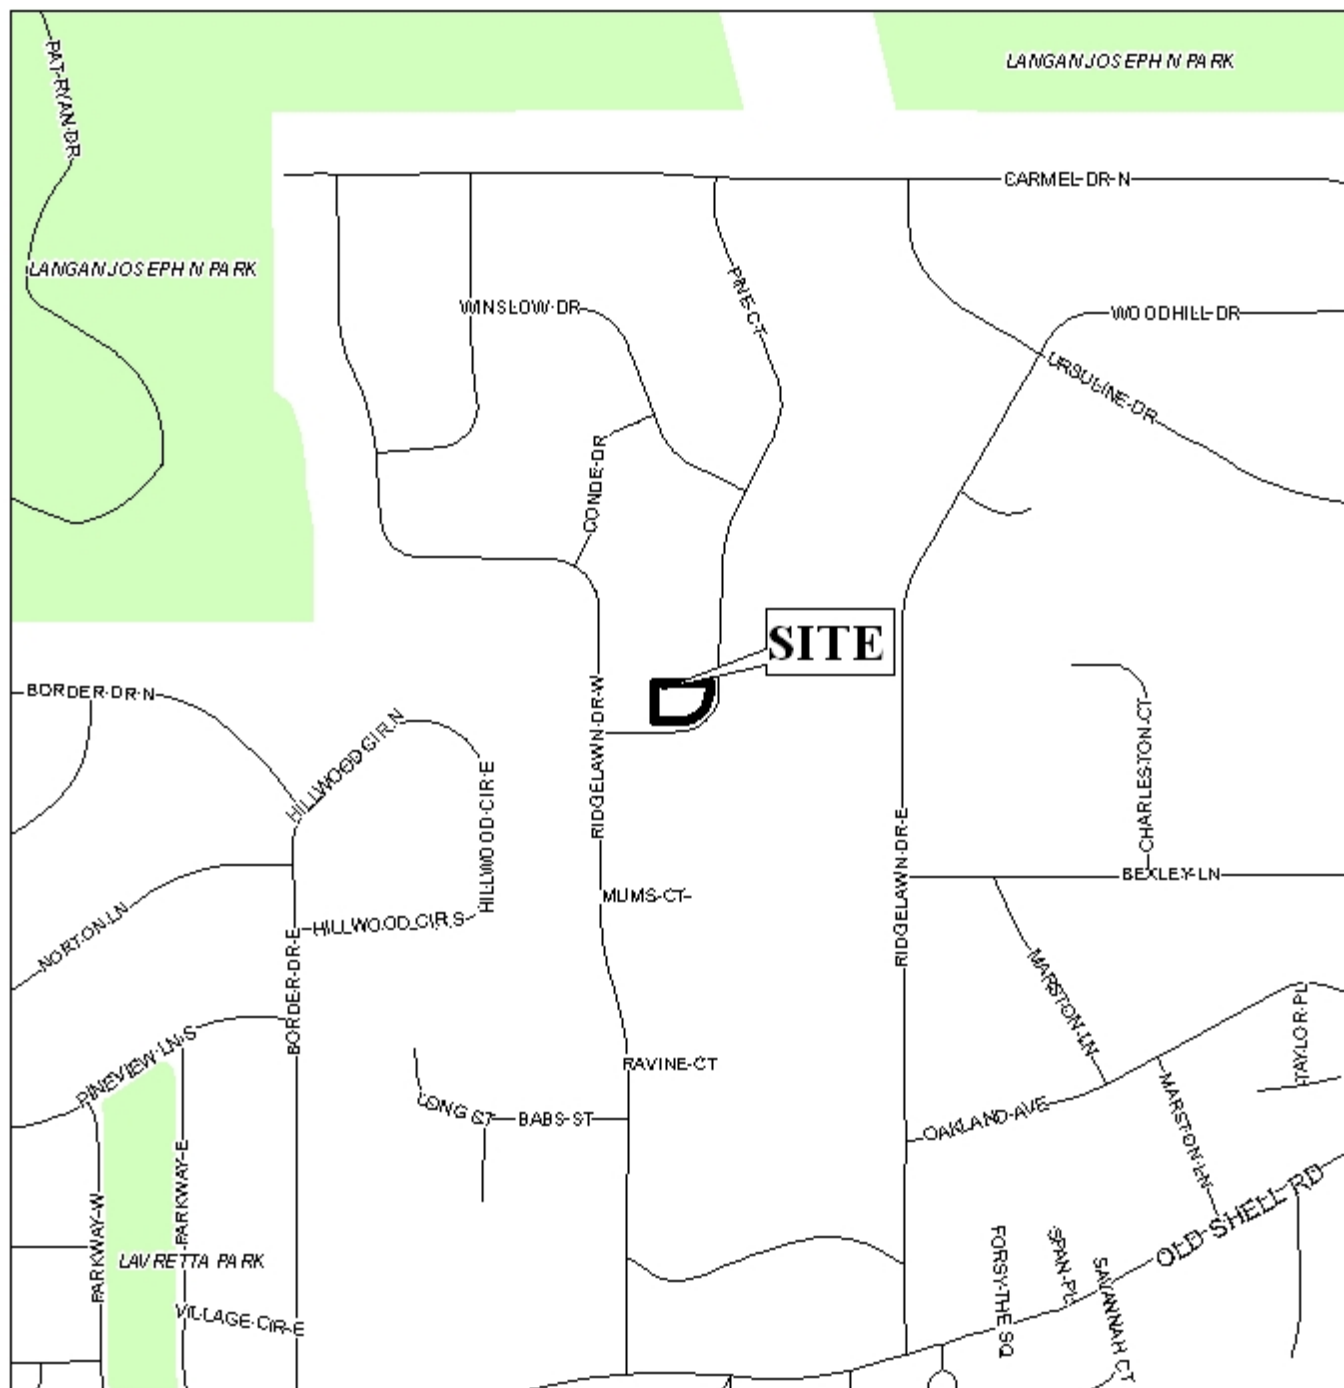 PAT RYAN DR
LANGAN JOSEPH N PARK
CARMEL DR N
LANGAN JOSEPH N PARK
WINSLOW DR
PINE CT
WOODHILL DR
URSULINE DR
CONDE DR
SITE
BORDER DR N
HILLWOOD CIR N
RIDGELAWN DR W
HILLWOOD CIR E
CHARLESTON CT
RIDGELAWN DR E
BEXLEY LN
MUMS CT
HILLWOOD CIR S
NORTON LN
BORDER DR E
MARSTON LN
TAYLOR PL
PINEVIEW LN S
RAVINE CT
LONG ST
BABS ST
OAKLAND AVE
MARSTON LN
PARKWAY E
PARKWAY W
OLD SHELL RD
LAVRETTA PARK
FORSYTHE SQ
SPAN PL
SAVANNAH CT
VILLAGE CIR E